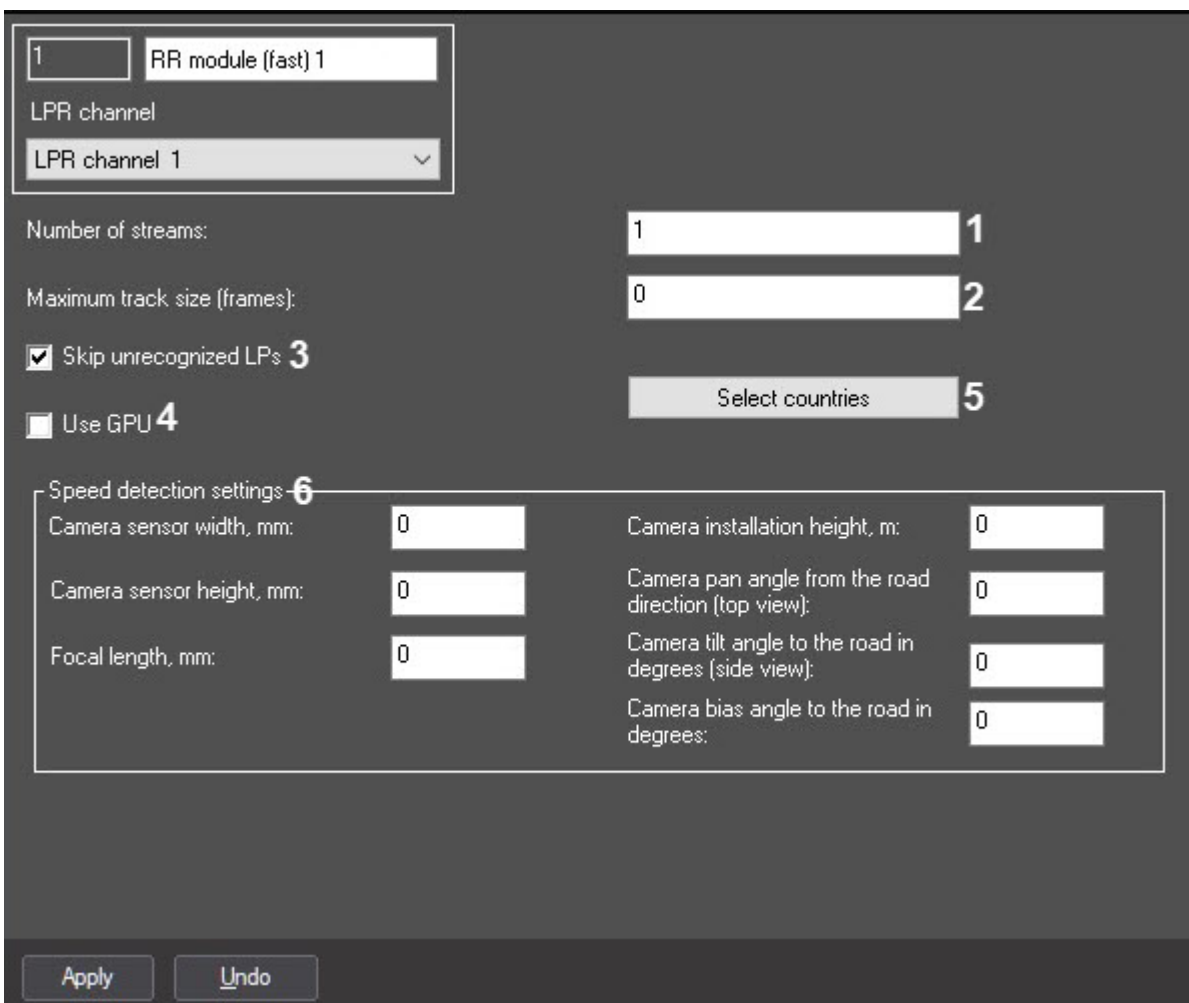 1
RR module (fast) 1
LPR channel
LPR channel 1
Number of streams:
1
1
Maximum track size (frames):
0
2
Skip unrecognized LPs 3
Select countries
5
Use GPU 4
Speed detection settings 6
Camera sensor width, mm:
0
Camera installation height, m:
0
Camera sensor height, mm:
0
Camera pan angle from the road
direction (top view):
0
Focal length, mm:
0
Camera tilt angle to the road in
degrees (side view):
0
Camera bias angle to the road in
degrees:
0
Apply
Undo